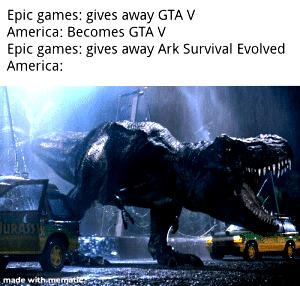 Epic games: gives away GTA V
America: Becomes GTA V
Epic games: gives away Ark Survival Evolved
America:
JURASS
made with mematic